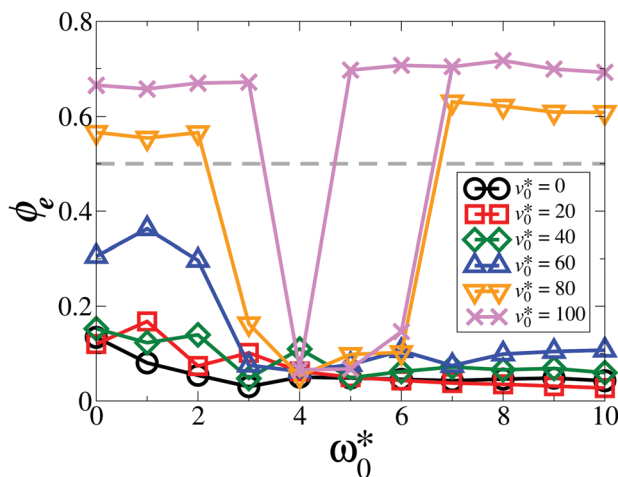 0.8
0.6
0.4
0.2
0
ϕₑ
0 2 4 6 8 10
ω₀*
v₀* = 0
v₀* = 20
v₀* = 40
v₀* = 60
v₀* = 80
v₀* = 100